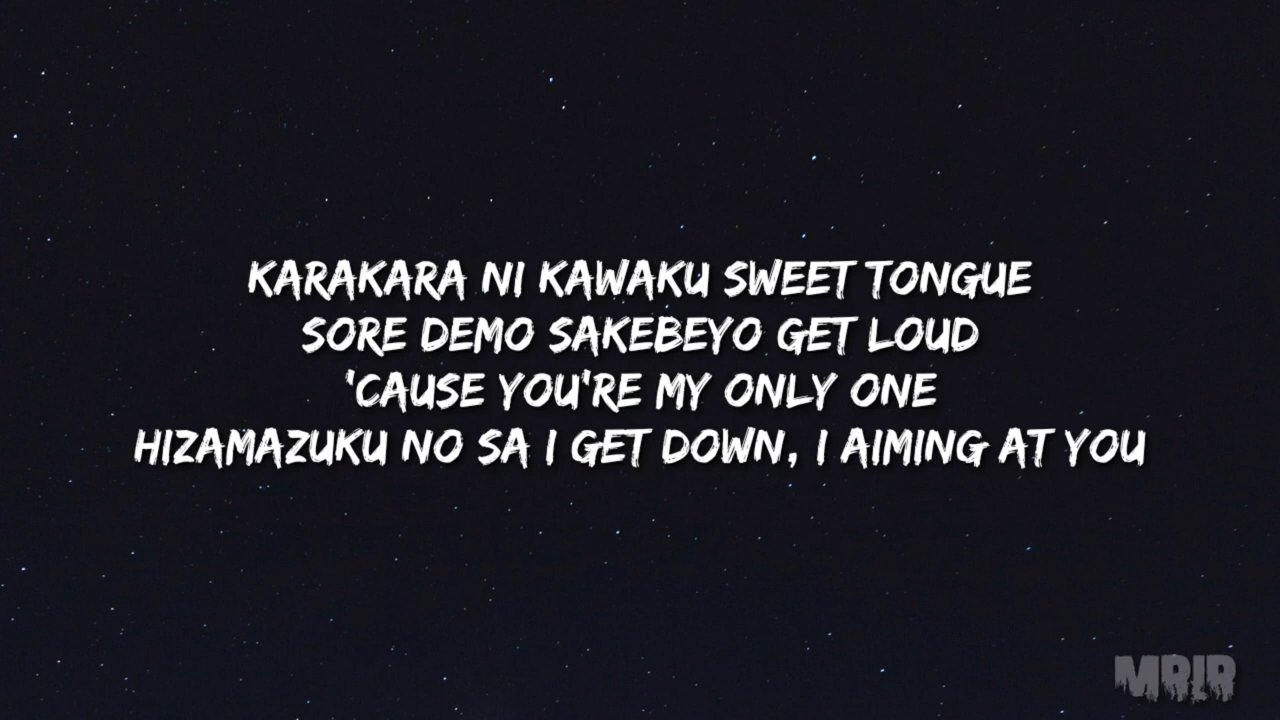 KARAKARA NI KAWAKU SWEET TONGUE
SORE DEMO SAKEBEYO GET LOUD
'CAUSE YOU'RE MY ONLY ONE
HIZAMAZUKU NO SA I GET DOWN, I AIMING AT YOU
MRIR